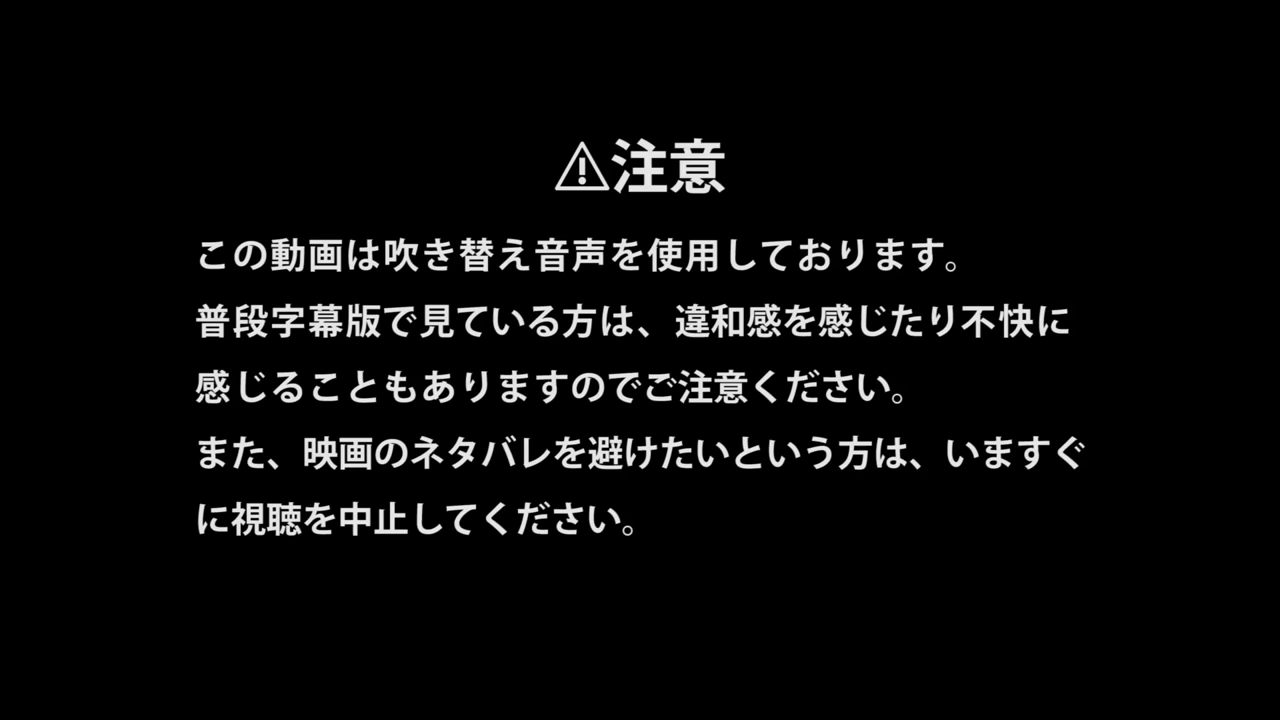 ⚠注意
この動画は吹き替え音声を使用しております。
普段字幕版で見ている方は、違和感を感じたり不快に
感じることもありますのでご注意ください。
また、映画のネタバレを避けたいという方は、いますぐ
に視聴を中止してください。